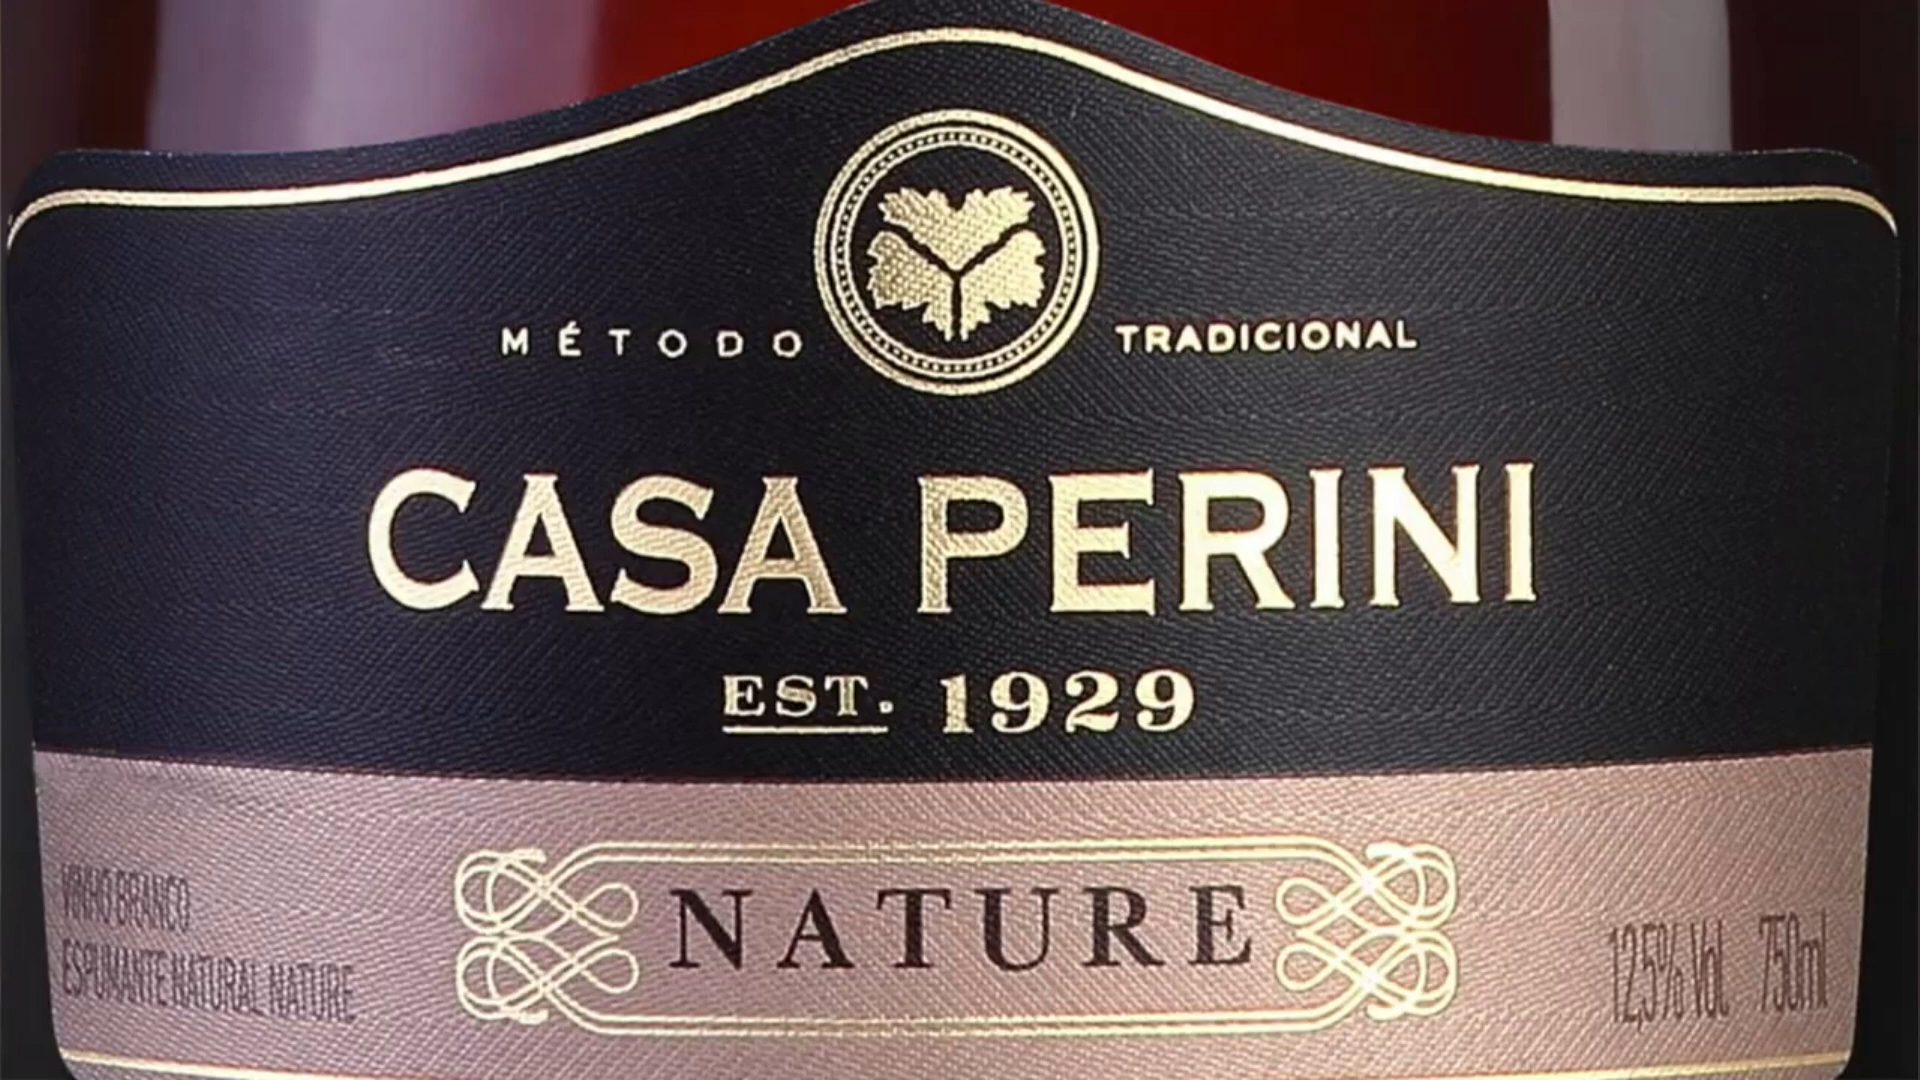 MÉTODO TRADICIONAL
CASA PERINI
EST. 1929
NATURE
VINHO BRANCO
ESPUMANTE NATURAL NATURE
12,5% Vol. 750ml